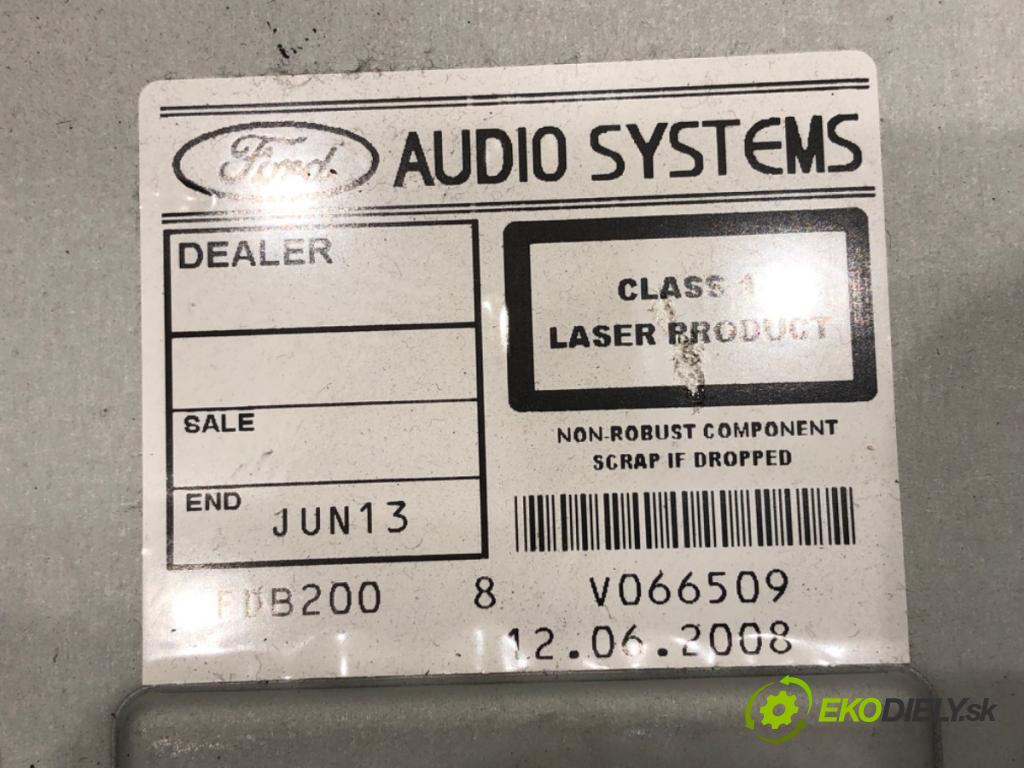 Ford AUDIO SYSTEMS
DEALER
CLASS 1
LASER PRODUCT
SALE
NON-ROBUST COMPONENT
SCRAP IF DROPPED
END JUN13
8 V066509
12.06.2008
EKODIELY.sk